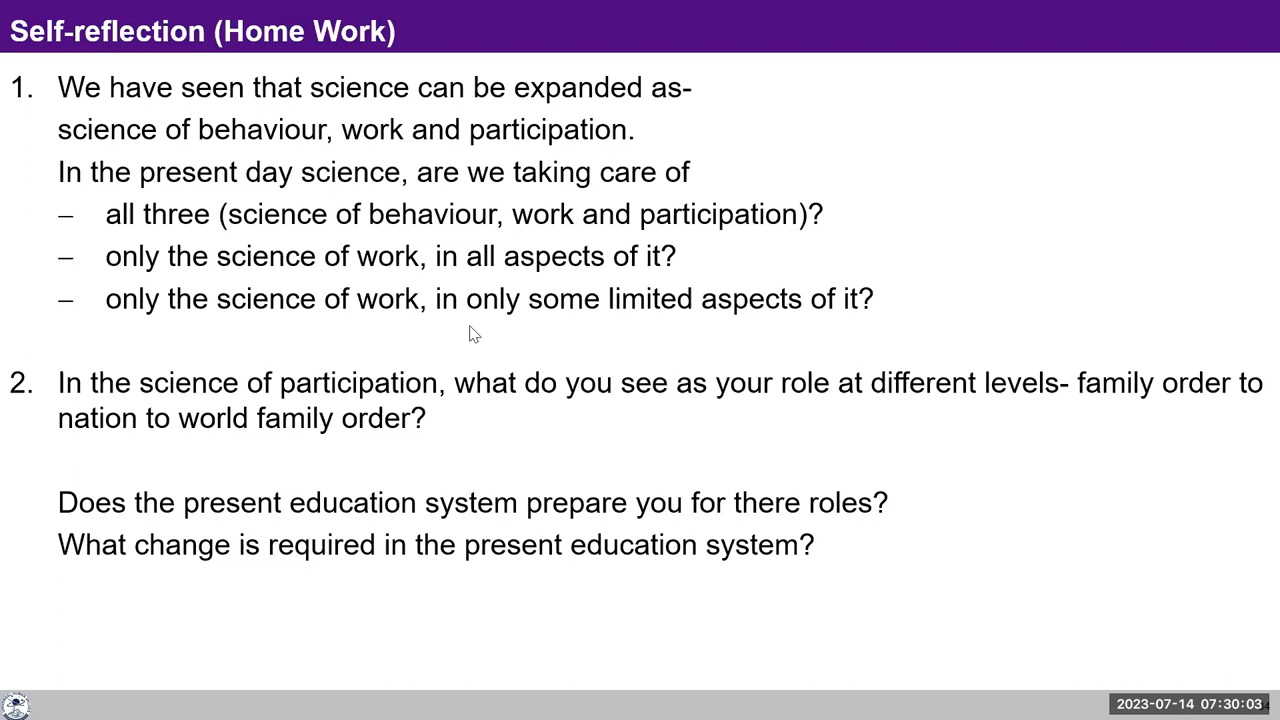 Self-reflection (Home Work)
1. We have seen that science can be expanded as-
science of behaviour, work and participation.
In the present day science, are we taking care of
– all three (science of behaviour, work and participation)?
– only the science of work, in all aspects of it?
– only the science of work, in only some limited aspects of it?
2. In the science of participation, what do you see as your role at different levels- family order to
nation to world family order?
Does the present education system prepare you for there roles?
What change is required in the present education system?
2023-07-14 07:30:03